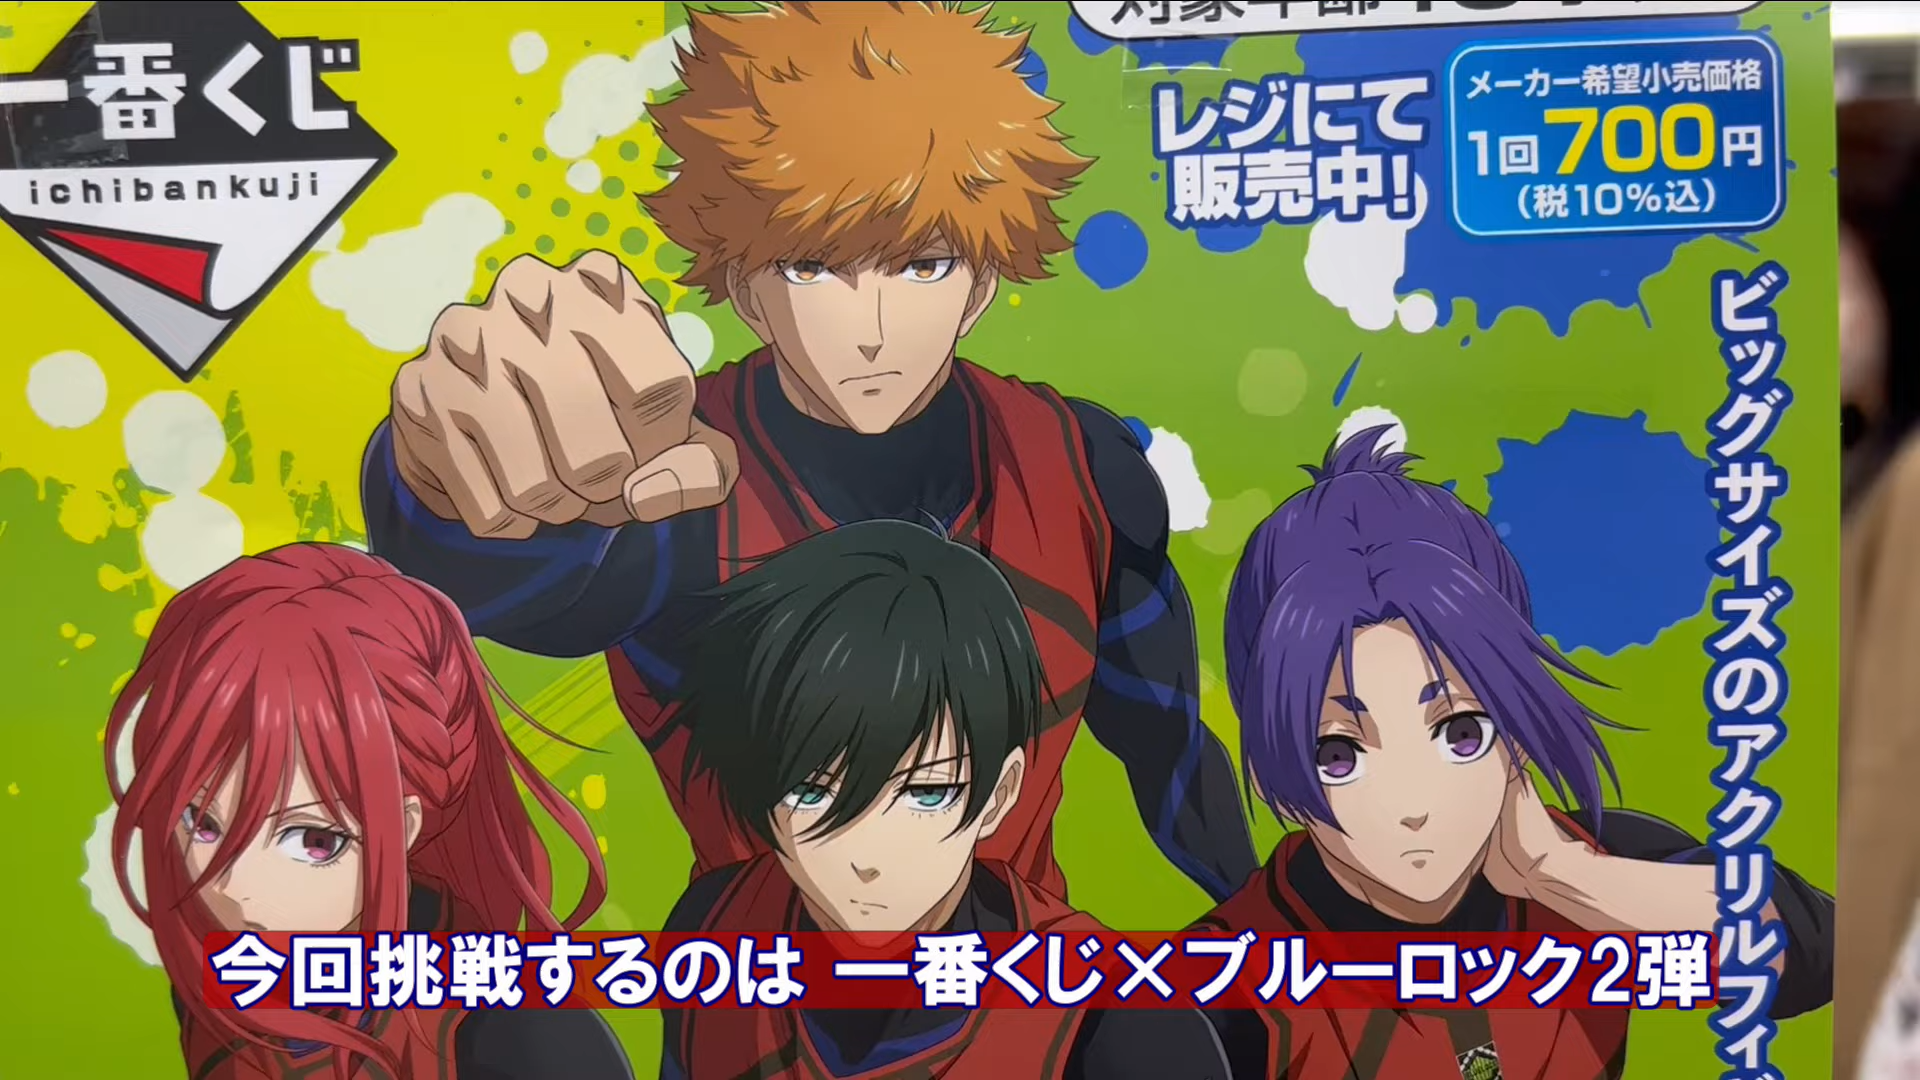 一番くじ
ichibankuji
レジにて
販売中!
メーカー希望小売価格
1回700円
(税10%込)
ビッグサイズのアクリルフィ
今回挑戦するのは 一番くじ×ブルーロック2弾